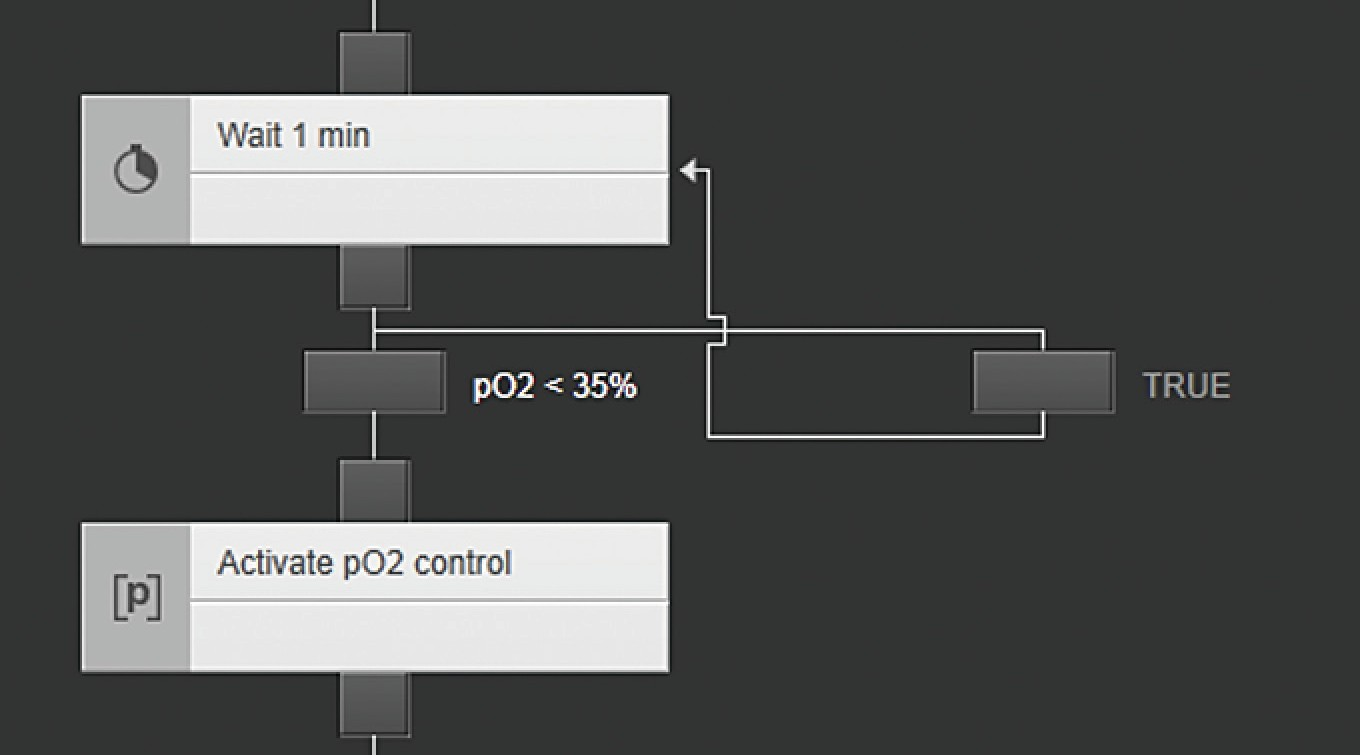 Wait 1 min
pO2 < 35%
TRUE
[p]
Activate pO2 control